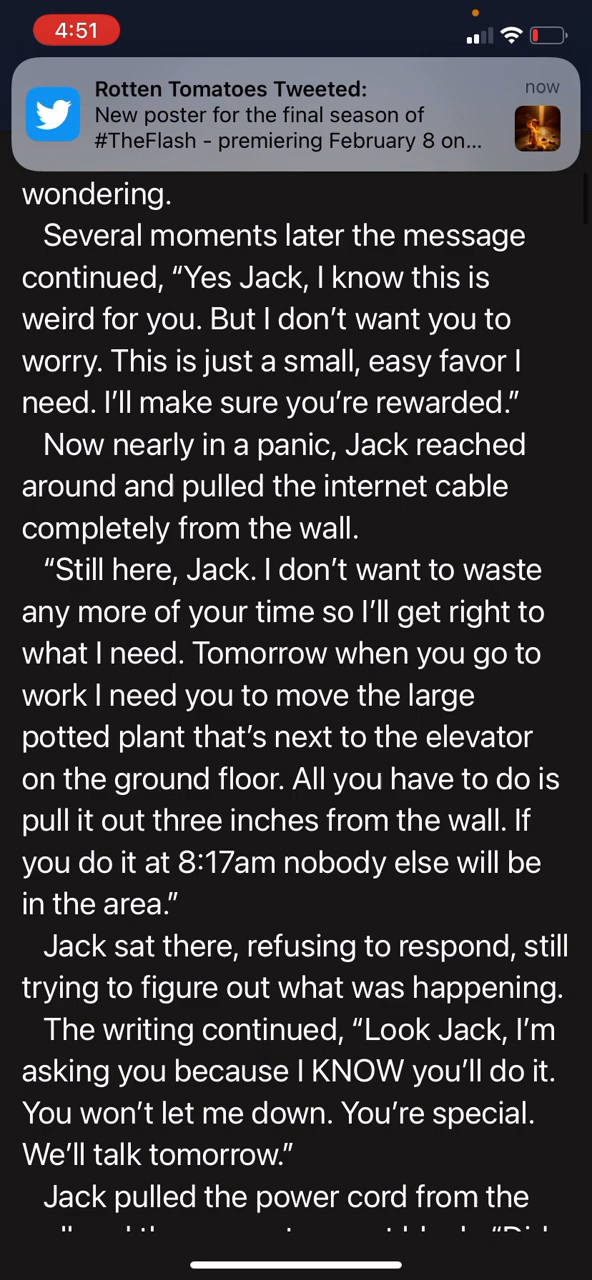 4:51
Rotten Tomatoes Tweeted:
now
New poster for the final season of
#TheFlash - premiering February 8 on...
wondering.
Several moments later the message
continued, “Yes Jack, I know this is
weird for you. But I don’t want you to
worry. This is just a small, easy favor I
need. I’ll make sure you’re rewarded.”
Now nearly in a panic, Jack reached
around and pulled the internet cable
completely from the wall.
“Still here, Jack. I don’t want to waste
any more of your time so I’ll get right to
what I need. Tomorrow when you go to
work I need you to move the large
potted plant that’s next to the elevator
on the ground floor. All you have to do is
pull it out three inches from the wall. If
you do it at 8:17am nobody else will be
in the area.”
Jack sat there, refusing to respond, still
trying to figure out what was happening.
The writing continued, “Look Jack, I’m
asking you because I KNOW you’ll do it.
You won’t let me down. You’re special.
We’ll talk tomorrow.”
Jack pulled the power cord from the